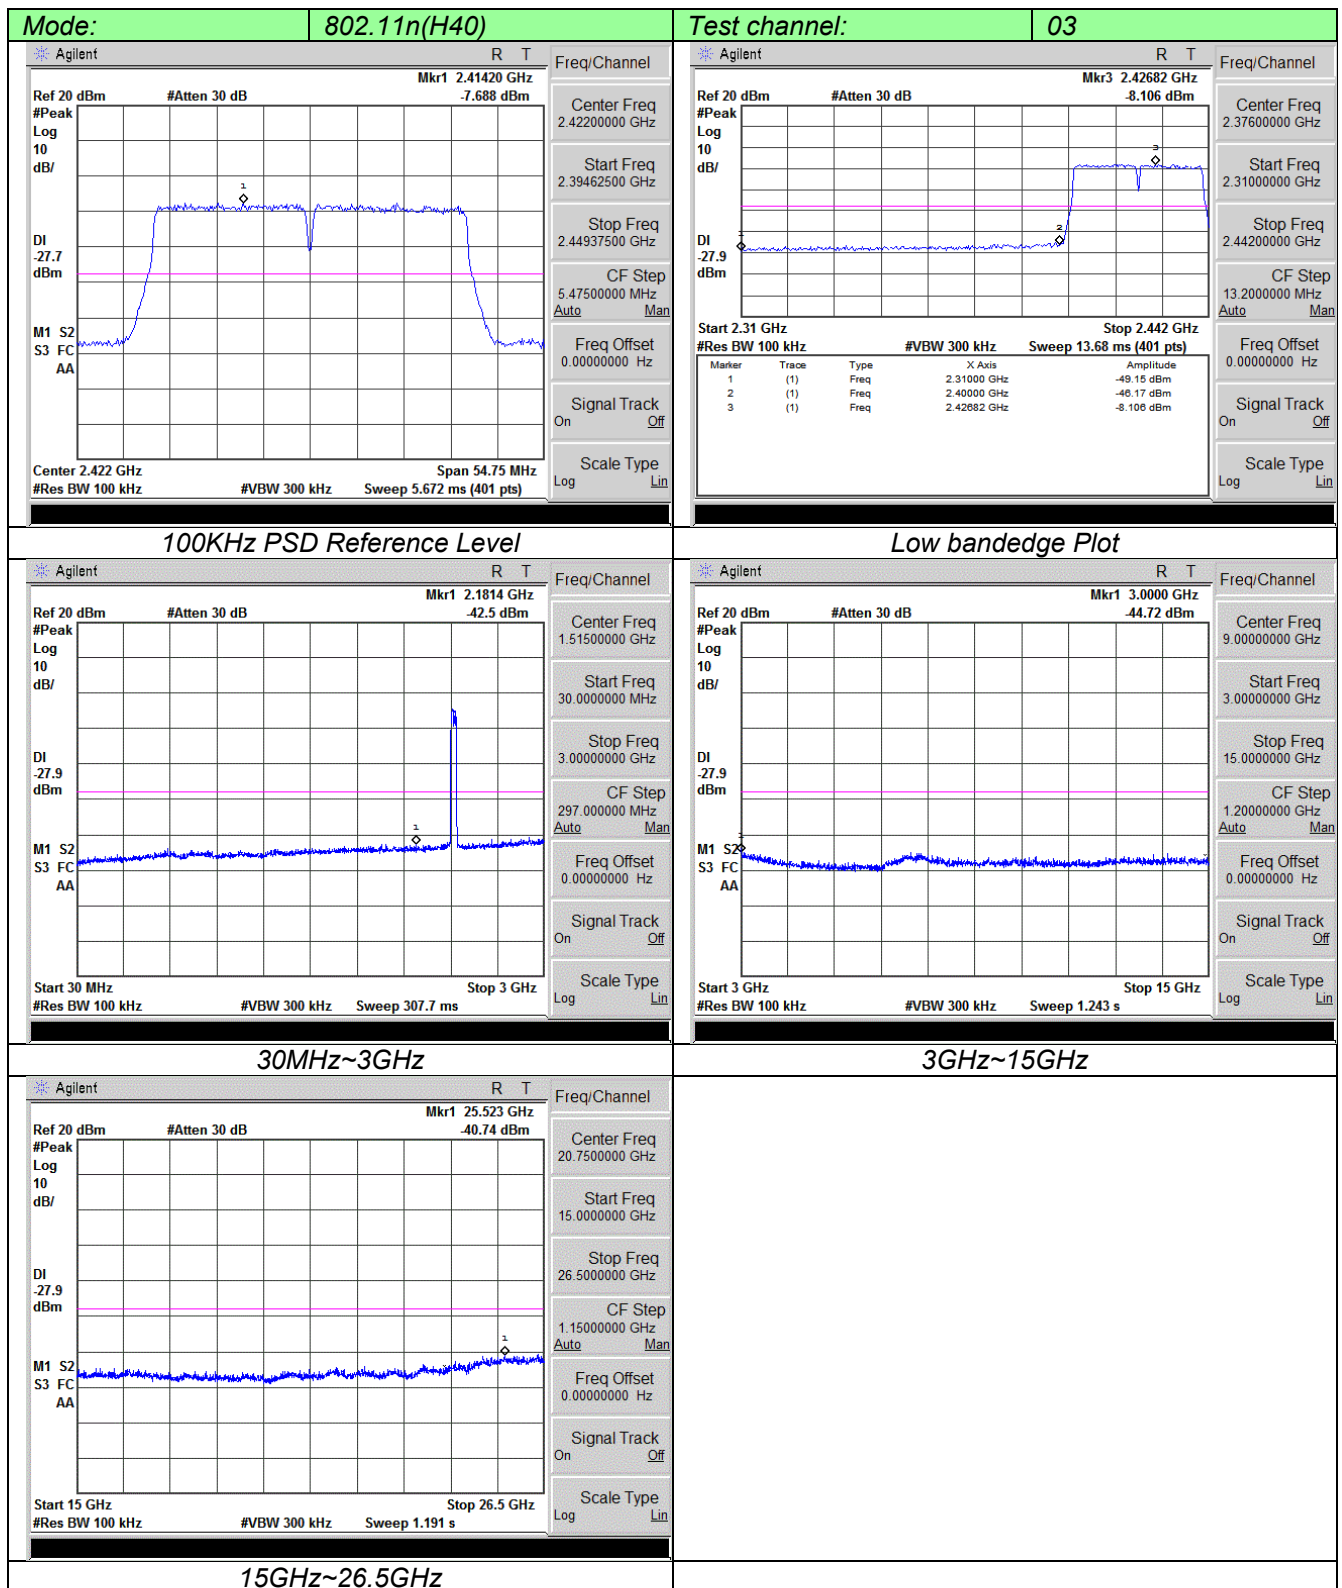 Mode: 802.11n(H40) Test channel: 03
Agilent R T
Mkr1 2.41420 GHz
Ref 20 dBm #Atten 30 dB -7.688 dBm
#Peak
Log
10
dB/
1
DI
-27.7
dBm
M1 S2
S3 FC
AA
Center 2.422 GHz Span 54.75 MHz
#Res BW 100 kHz #VBW 300 kHz Sweep 5.672 ms (401 pts)
Freq/Channel
Center Freq
2.42200000 GHz
Start Freq
2.39462500 GHz
Stop Freq
2.44937500 GHz
CF Step
5.47500000 MHz
Auto Man
Freq Offset
0.00000000 Hz
Signal Track
On Off
Scale Type
Log Lin
Agilent R T
Mkr3 2.42682 GHz
Ref 20 dBm #Atten 30 dB -8.106 dBm
#Peak
Log
10
dB/
3
2
1
DI
-27.9
dBm
Start 2.31 GHz Stop 2.442 GHz
#Res BW 100 kHz #VBW 300 kHz Sweep 13.68 ms (401 pts)
Marker Trace Type X Axis Amplitude
1 (1) Freq 2.31000 GHz -49.15 dBm
2 (1) Freq 2.40000 GHz -46.17 dBm
3 (1) Freq 2.42682 GHz -8.106 dBm
Freq/Channel
Center Freq
2.37600000 GHz
Start Freq
2.31000000 GHz
Stop Freq
2.44200000 GHz
CF Step
13.2000000 MHz
Auto Man
Freq Offset
0.00000000 Hz
Signal Track
On Off
Scale Type
Log Lin
100KHz PSD Reference Level Low bandedge Plot
Agilent R T
Mkr1 2.1814 GHz
Ref 20 dBm #Atten 30 dB -42.5 dBm
#Peak
Log
10
dB/
1
DI
-27.9
dBm
M1 S2
S3 FC
AA
Start 30 MHz Stop 3 GHz
#Res BW 100 kHz #VBW 300 kHz Sweep 307.7 ms
Freq/Channel
Center Freq
1.51500000 GHz
Start Freq
30.0000000 MHz
Stop Freq
3.00000000 GHz
CF Step
297.000000 MHz
Auto Man
Freq Offset
0.00000000 Hz
Signal Track
On Off
Scale Type
Log Lin
Agilent R T
Mkr1 3.0000 GHz
Ref 20 dBm #Atten 30 dB -44.72 dBm
#Peak
Log
10
dB/
1
DI
-27.9
dBm
M1 S2
S3 FC
AA
Start 3 GHz Stop 15 GHz
#Res BW 100 kHz #VBW 300 kHz Sweep 1.243 s
Freq/Channel
Center Freq
9.00000000 GHz
Start Freq
3.00000000 GHz
Stop Freq
15.0000000 GHz
CF Step
1.20000000 GHz
Auto Man
Freq Offset
0.00000000 Hz
Signal Track
On Off
Scale Type
Log Lin
30MHz~3GHz 3GHz~15GHz
Agilent R T
Mkr1 25.523 GHz
Ref 20 dBm #Atten 30 dB -40.74 dBm
#Peak
Log
10
dB/
1
DI
-27.9
dBm
M1 S2
S3 FC
AA
Start 15 GHz Stop 26.5 GHz
#Res BW 100 kHz #VBW 300 kHz Sweep 1.191 s
Freq/Channel
Center Freq
20.7500000 GHz
Start Freq
15.0000000 GHz
Stop Freq
26.5000000 GHz
CF Step
1.15000000 GHz
Auto Man
Freq Offset
0.00000000 Hz
Signal Track
On Off
Scale Type
Log Lin
15GHz~26.5GHz